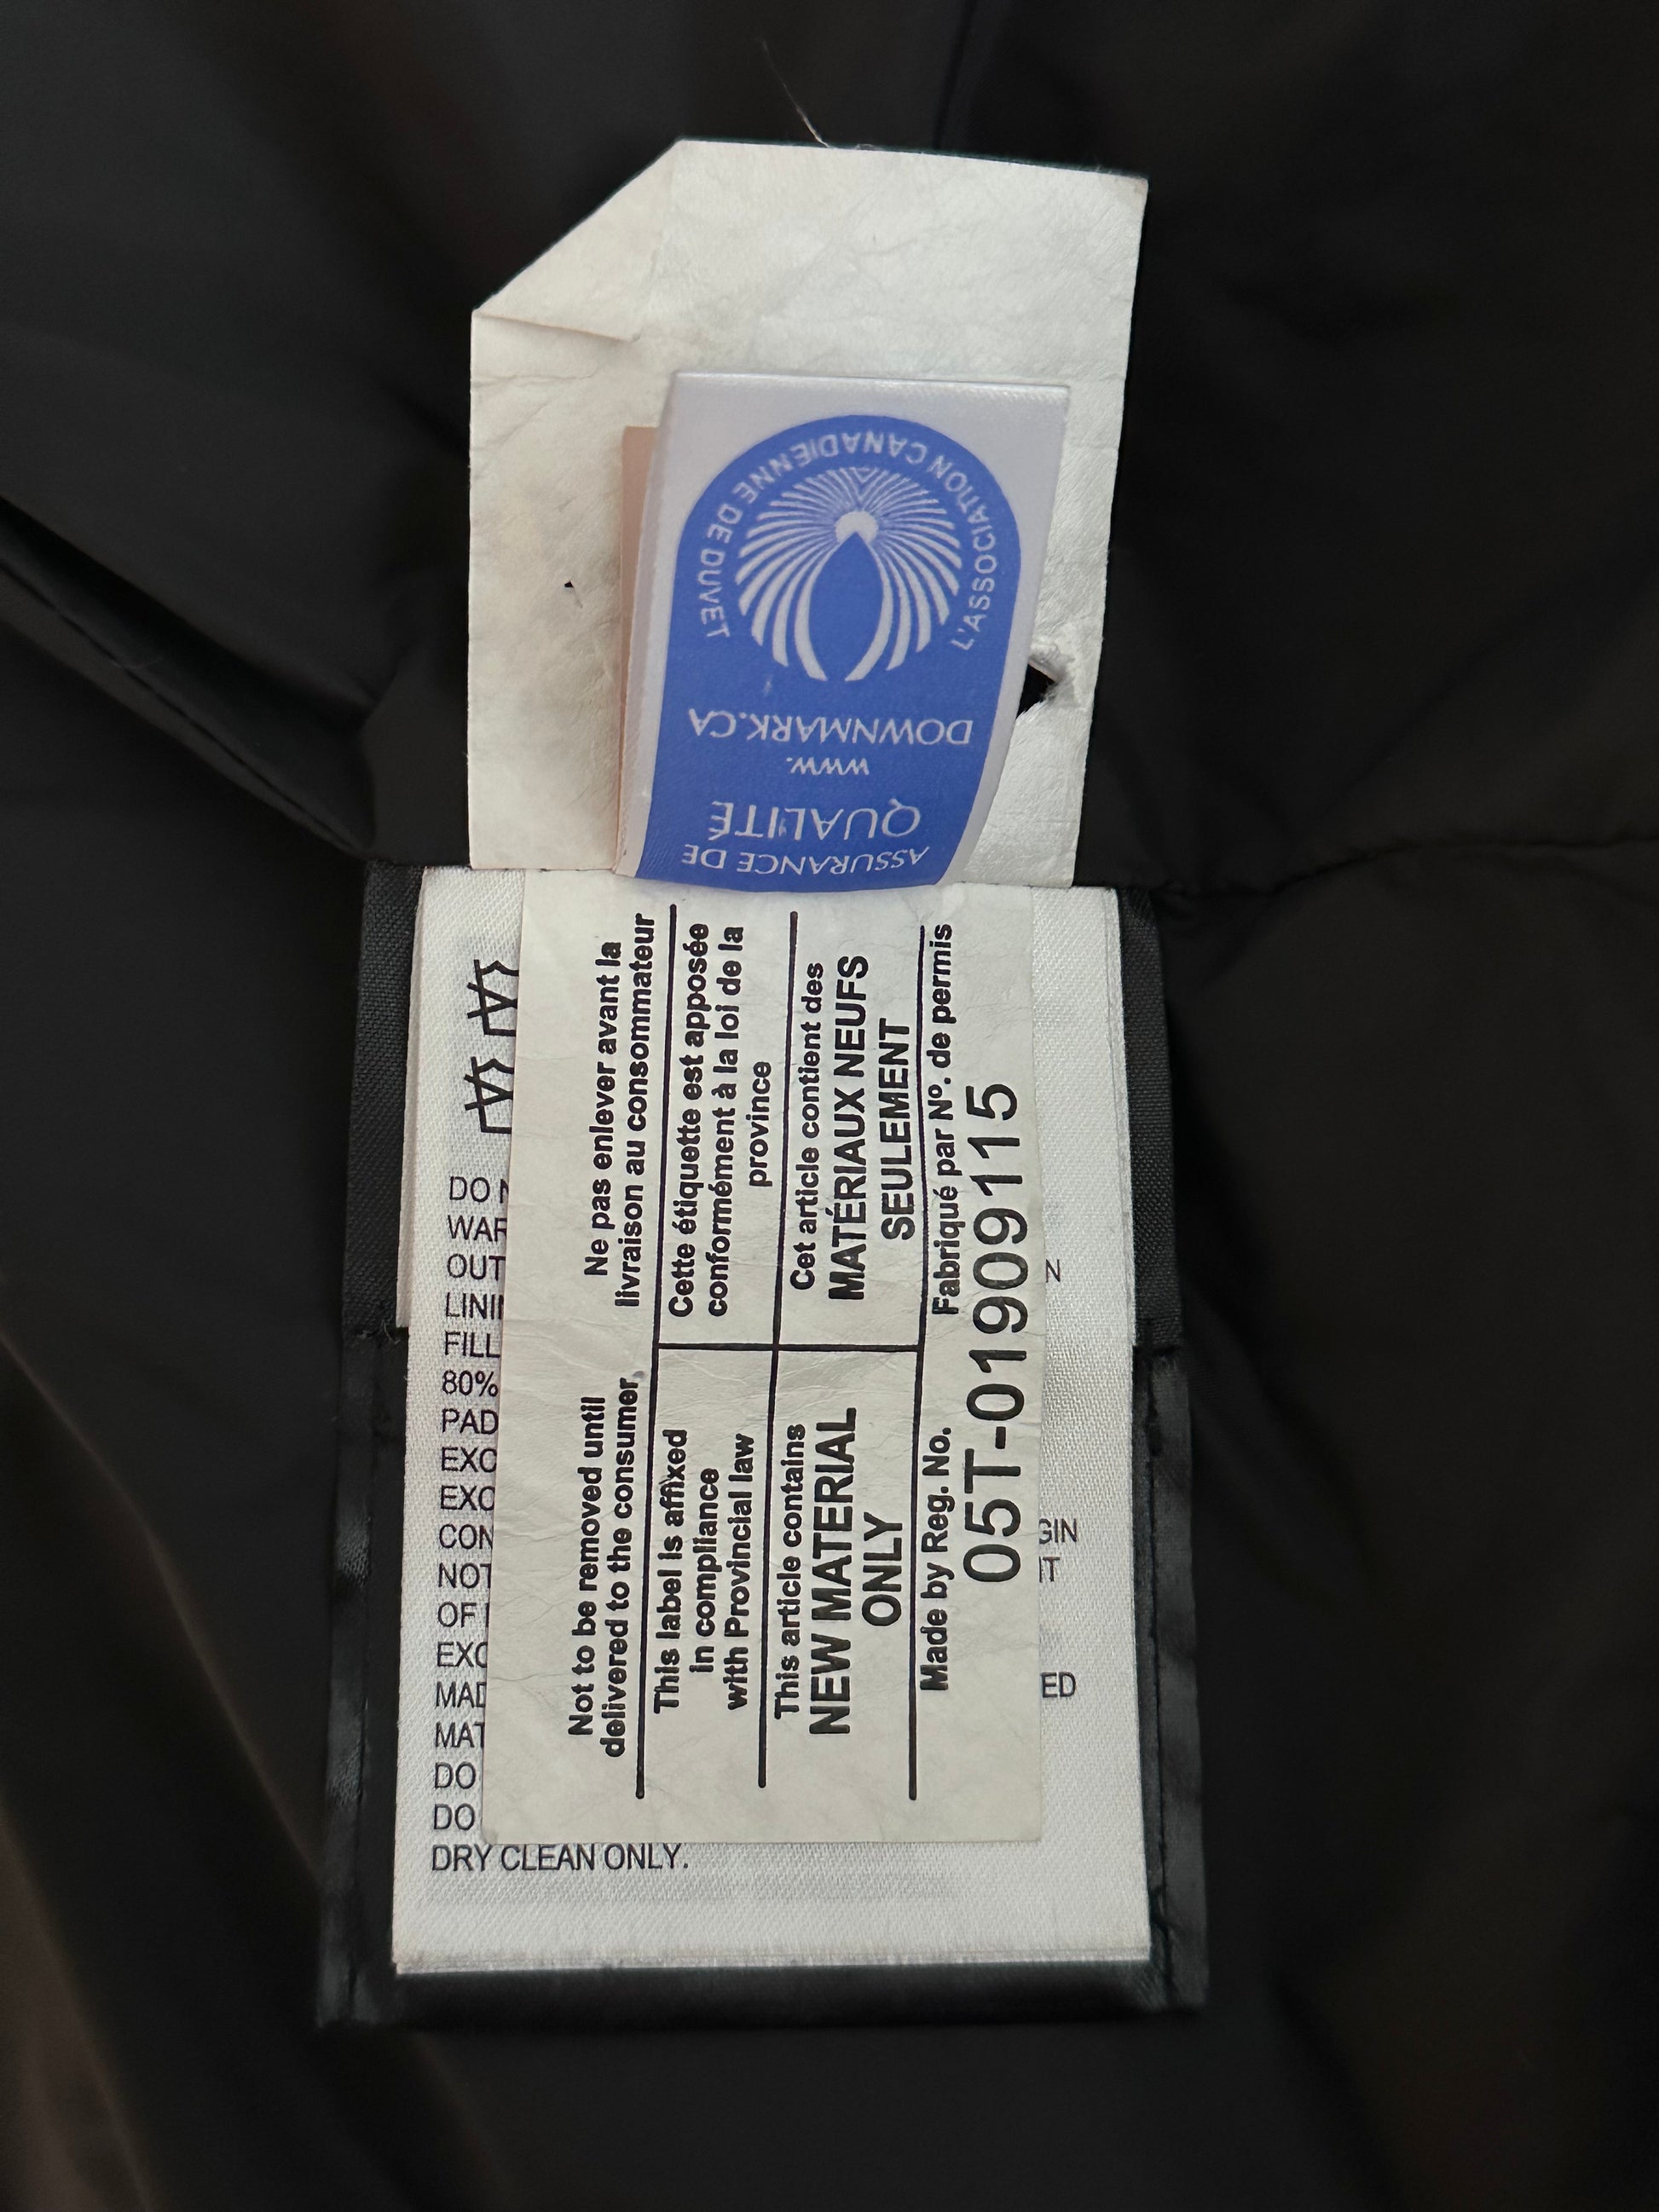 L'ASSOCIATION CANADIENNE DE DUVET
WWW.
DOWNMARK.CA
ASSURANCE DE
QUALITÉ
Not to be removed until
delivered to the consumer
Ne pas enlever avant la
livraison au consommateur
This label is affixed
in compliance
with Provincial law
Cette étiquette est apposée
conformément à la loi de la
province
This article contains
NEW MATERIAL
ONLY
Cet article contient des
MATÉRIAUX NEUFS
SEULEMENT
Made by Reg. No.
Fabriqué par Nº. de permis
05T-01909115
DO
80%
DO
DO
DRY CLEAN ONLY.